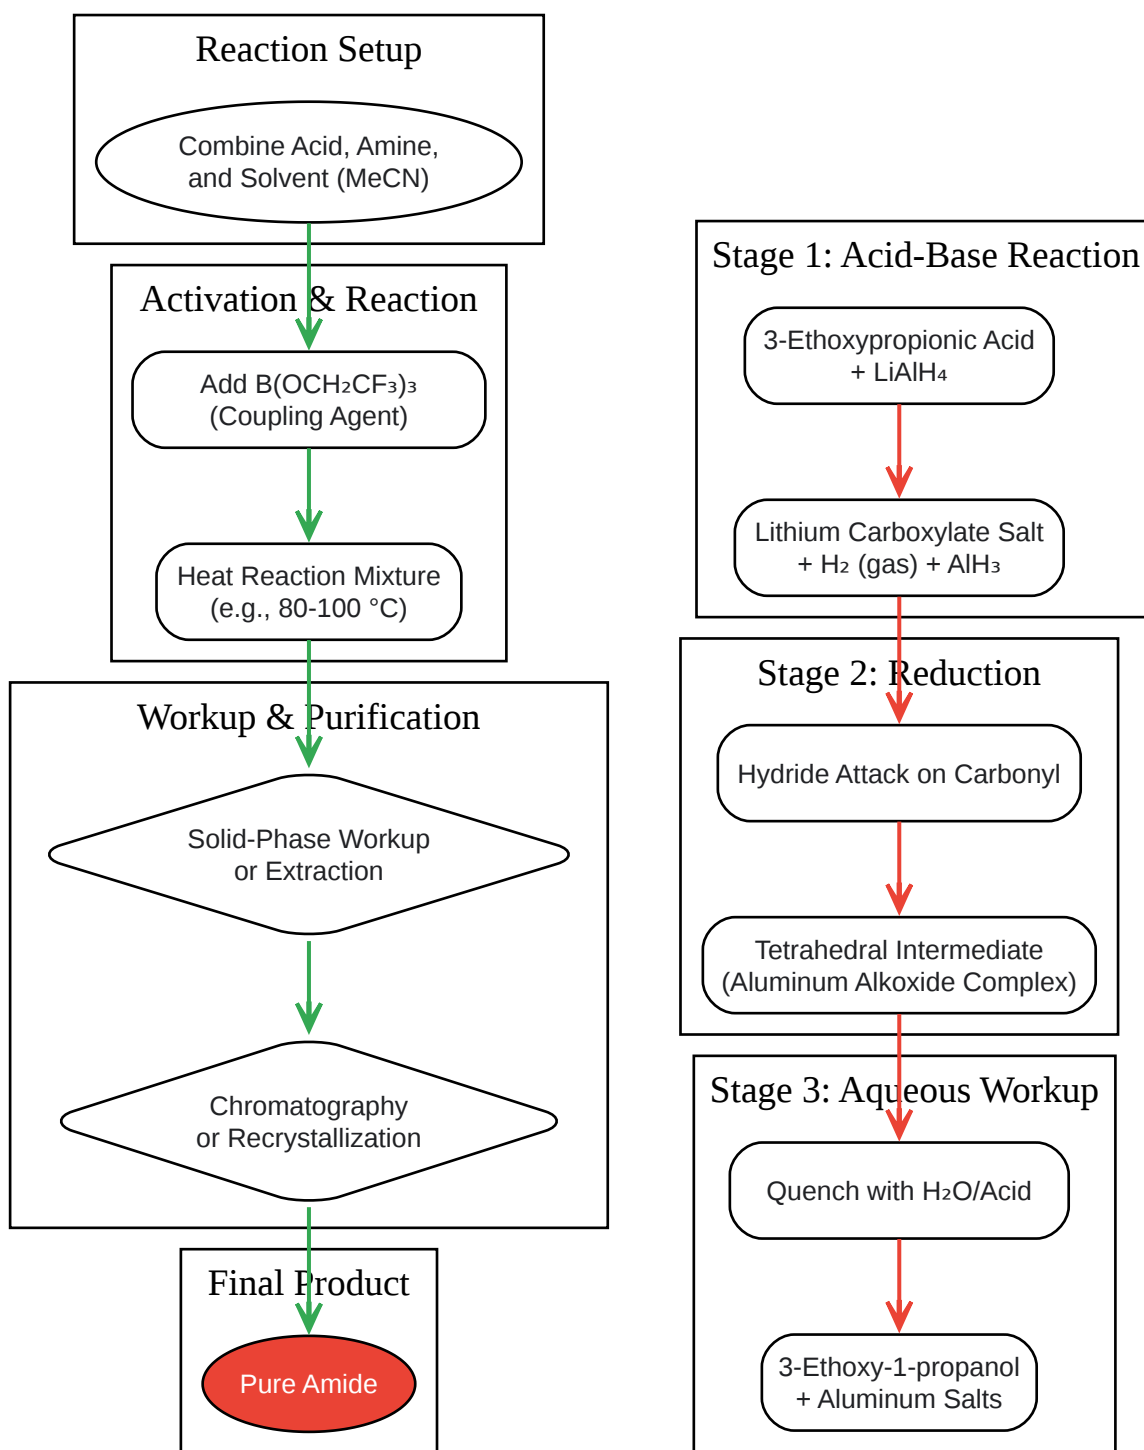 Reaction Setup
Combine Acid, Amine,
and Solvent (MeCN)
Activation & Reaction
Add B(OCH₂CF₃)₃
(Coupling Agent)
Heat Reaction Mixture
(e.g., 80-100 °C)
Workup & Purification
Solid-Phase Workup
or Extraction
Chromatography
or Recrystallization
Final Product
Pure Amide
Stage 1: Acid-Base Reaction
3-Ethoxypropionic Acid
+ LiAlH₄
Lithium Carboxylate Salt
+ H₂ (gas) + AlH₃
Stage 2: Reduction
Hydride Attack on Carbonyl
Tetrahedral Intermediate
(Aluminum Alkoxide Complex)
Stage 3: Aqueous Workup
Quench with H₂O/Acid
3-Ethoxy-1-propanol
+ Aluminum Salts